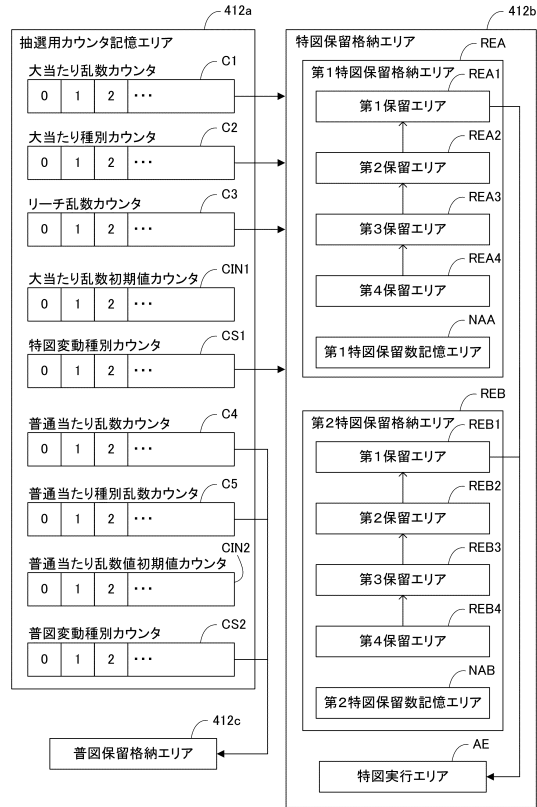 412a
抽選用カウンタ記憶エリア
大当たり乱数カウンタ
C1
0 1 2 ･･･
大当たり種別カウンタ
C2
0 1 2 ･･･
リーチ乱数カウンタ
C3
0 1 2 ･･･
大当たり乱数初期値カウンタ
CIN1
0 1 2 ･･･
特図変動種別カウンタ
CS1
0 1 2 ･･･
普通当たり乱数カウンタ
C4
0 1 2 ･･･
普通当たり種別乱数カウンタ
C5
0 1 2 ･･･
普通当たり乱数値初期値カウンタ
CIN2
0 1 2 ･･･
普図変動種別カウンタ
CS2
0 1 2 ･･･
412c
普図保留格納エリア
412b
特図保留格納エリア
REA
第1特図保留格納エリア
REA1
第1保留エリア
REA2
第2保留エリア
REA3
第3保留エリア
REA4
第4保留エリア
NAA
第1特図保留数記憶エリア
REB
第2特図保留格納エリア
REB1
第1保留エリア
REB2
第2保留エリア
REB3
第3保留エリア
REB4
第4保留エリア
NAB
第2特図保留数記憶エリア
AE
特図実行エリア